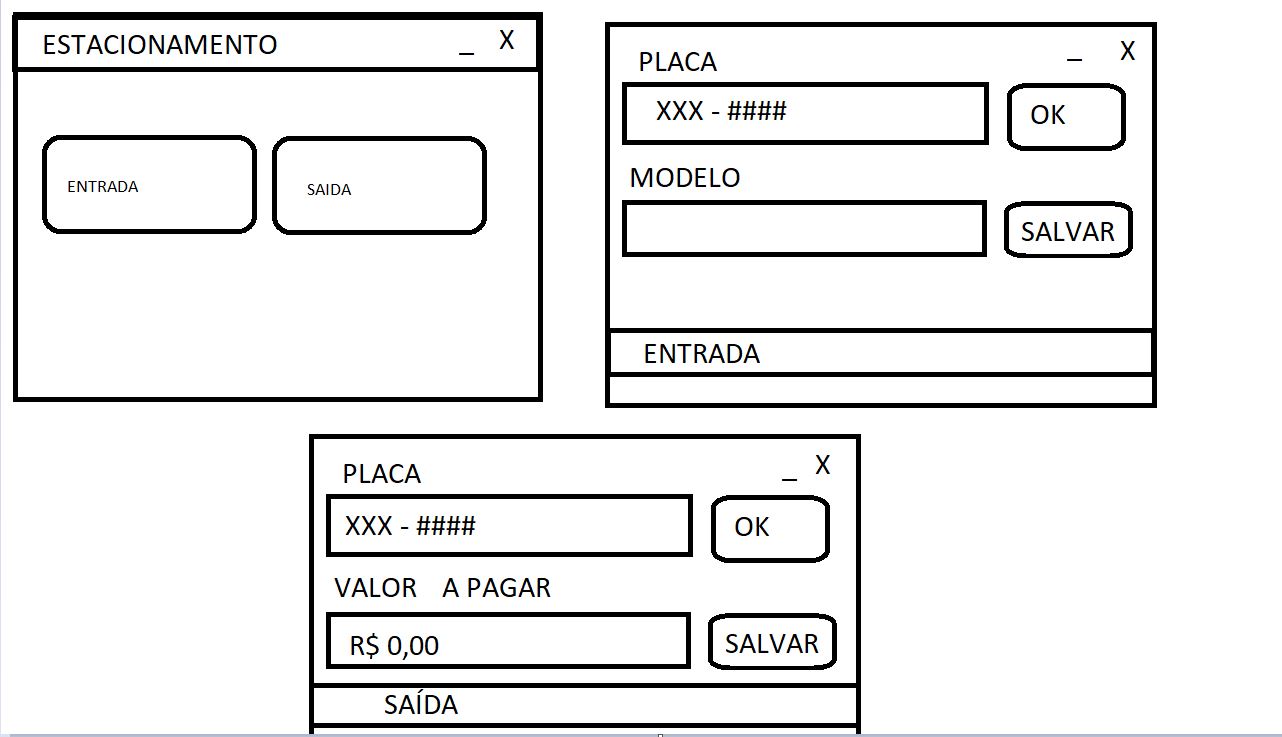 ESTACIONAMENTO _ X
ENTRADA SAIDA
_ X
PLACA
XXX - #### OK
MODELO
SALVAR
ENTRADA
_ X
PLACA
XXX - #### OK
VALOR A PAGAR
R$ 0,00 SALVAR
SAÍDA